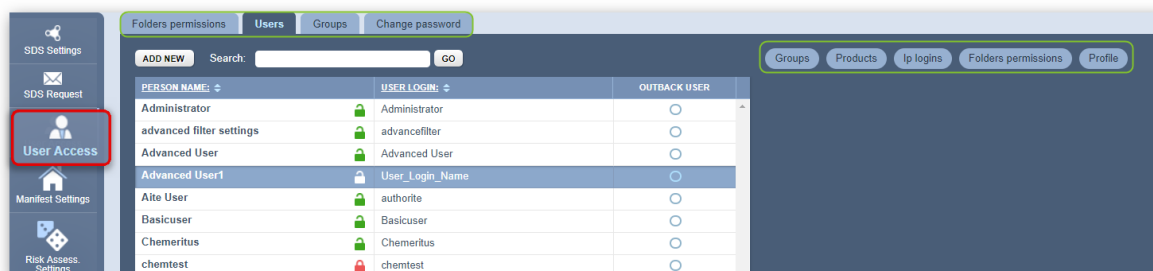 Folders permissions Users Groups Change password
SDS Settings
ADD NEW Search: GO
Groups Products Ip logins Folders permissions Profile
SDS Request
PERSON NAME: USER LOGIN: OUTBACK USER
Administrator Administrator
advanced filter settings advancefilter
User Access
Advanced User Advanced User
Advanced User1 User_Login_Name
Manifest Settings
Aite User authorite
Basicuser Basicuser
Chemeritus Chemeritus
Risk Assess.
Settings
chemtest chemtest